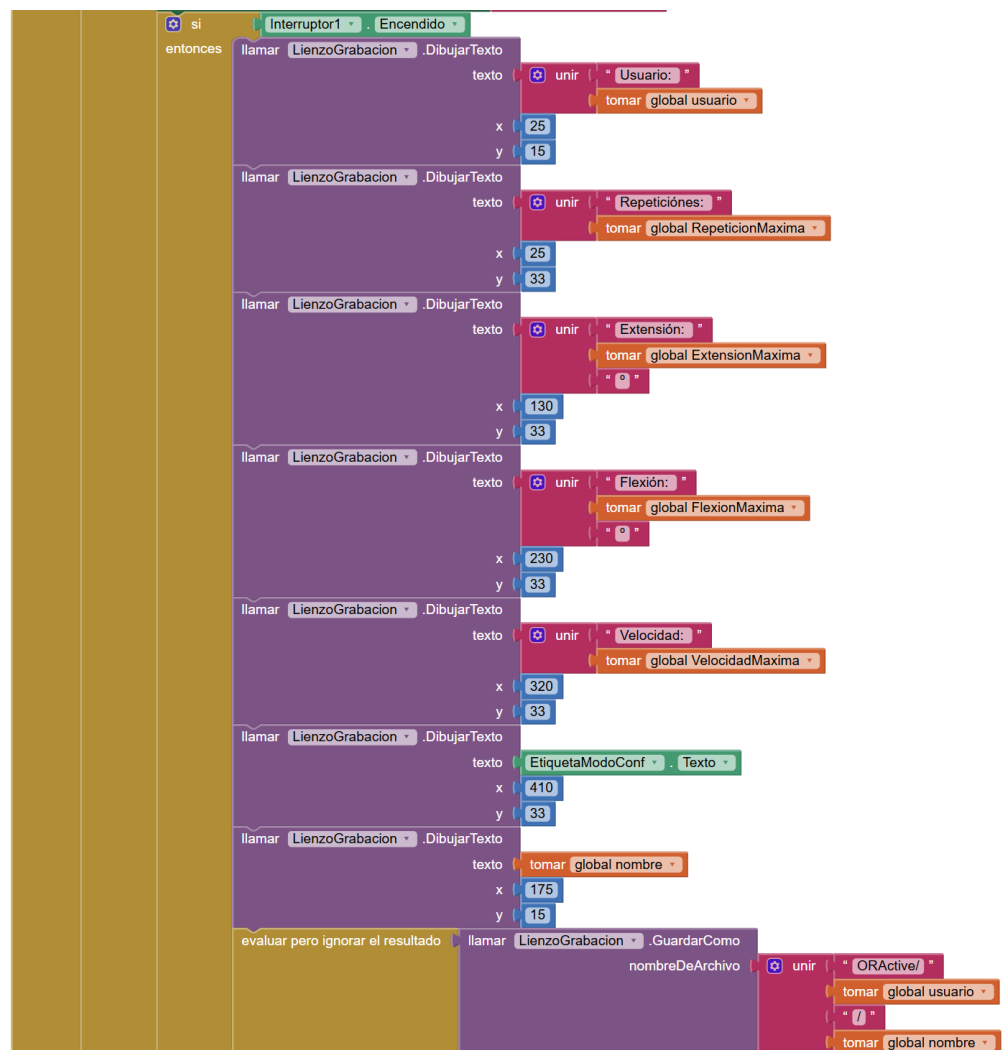 si Interruptor1 . Encendido
entonces llamar LienzoGrabacion .DibujarTexto
texto unir " Usuario: "
tomar global usuario
x 25
y 15
llamar LienzoGrabacion .DibujarTexto
texto unir " Repeticiónes: "
tomar global RepeticionMaxima
x 25
y 33
llamar LienzoGrabacion .DibujarTexto
texto unir " Extensión: "
tomar global ExtensionMaxima
" º "
x 130
y 33
llamar LienzoGrabacion .DibujarTexto
texto unir " Flexión: "
tomar global FlexionMaxima
" º "
x 230
y 33
llamar LienzoGrabacion .DibujarTexto
texto unir " Velocidad: "
tomar global VelocidadMaxima
x 320
y 33
llamar LienzoGrabacion .DibujarTexto
texto EtiquetaModoConf . Texto
x 410
y 33
llamar LienzoGrabacion .DibujarTexto
texto tomar global nombre
x 175
y 15
evaluar pero ignorar el resultado llamar LienzoGrabacion .GuardarComo
nombreDeArchivo unir " ORActive/ "
tomar global usuario
" / "
tomar global nombre